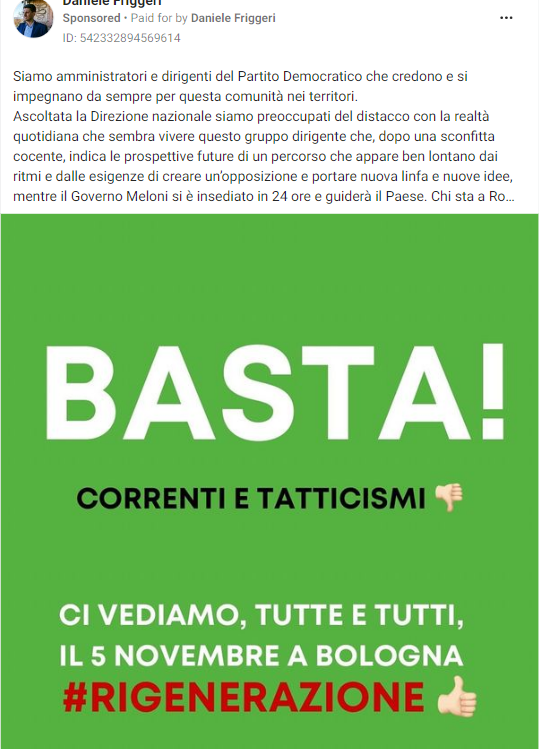 Daniele Friggeri
Sponsored • Paid for by Daniele Friggeri
ID: 542332894569614
Siamo amministratori e dirigenti del Partito Democratico che credono e si
impegnano da sempre per questa comunità nei territori.
Ascoltata la Direzione nazionale siamo preoccupati del distacco con la realtà
quotidiana che sembra vivere questo gruppo dirigente che, dopo una sconfitta
cocente, indica le prospettive future di un percorso che appare ben lontano dai
ritmi e dalle esigenze di creare un'opposizione e portare nuova linfa e nuove idee,
mentre il Governo Meloni si è insediato in 24 ore e guiderà il Paese. Chi sta a Ro...
BASTA!
CORRENTI E TATTICISMI 👎🏻
CI VEDIAMO, TUTTE E TUTTI,
IL 5 NOVEMBRE A BOLOGNA
#RIGENERAZIONE 👍🏻